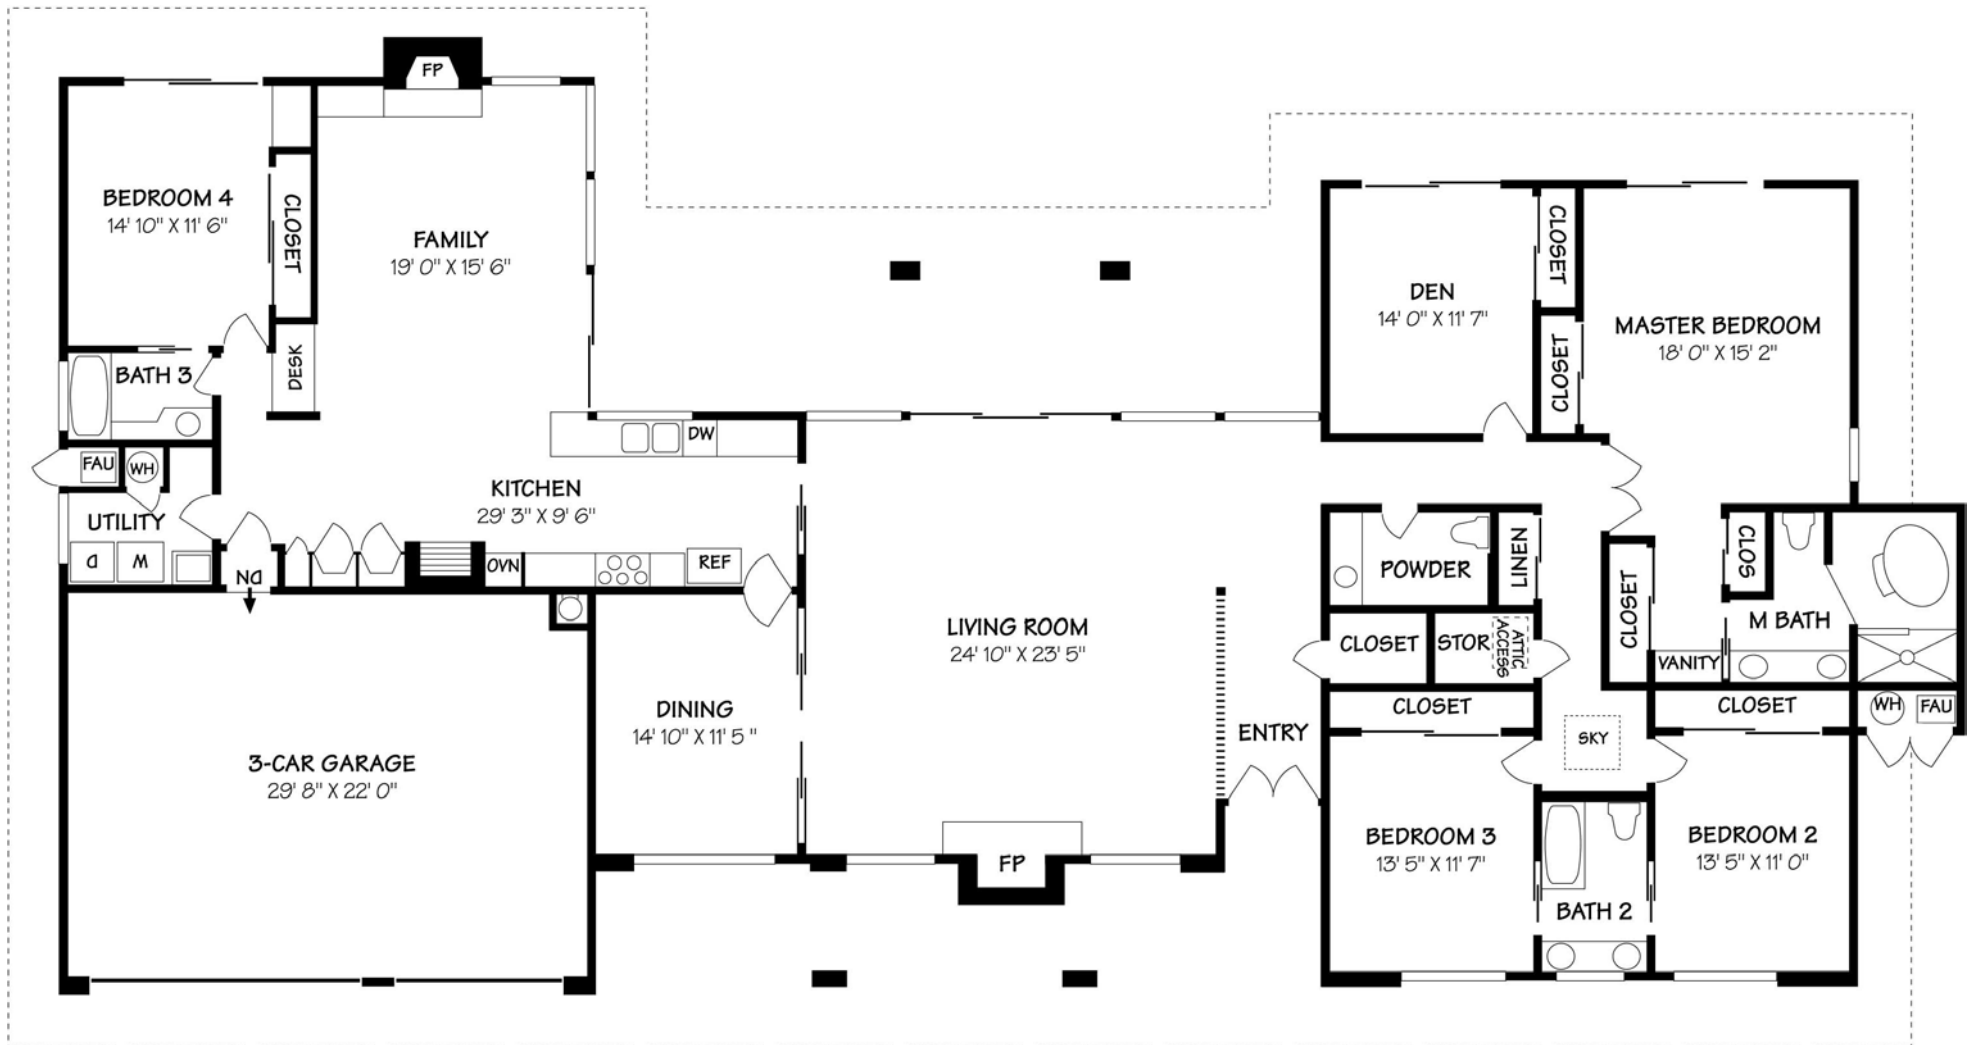 FP
BEDROOM 4
14' 10" X 11' 6"
CLOSET
FAMILY
19' 0" X 15' 6"
DESK
BATH 3
FAU
WH
UTILITY
D
W
DN
KITCHEN
29' 3" X 9' 6"
DW
OVN
REF
3-CAR GARAGE
29' 8" X 22' 0"
DINING
14' 10" X 11' 5 "
LIVING ROOM
24' 10" X 23' 5"
FP
ENTRY
DEN
14' 0" X 11' 7"
CLOSET
CLOSET
MASTER BEDROOM
18' 0" X 15' 2"
POWDER
LINEN
CLOSET
STOR
ATTIC
ACCESS
CLOSET
CLOS
M BATH
VANITY
CLOSET
CLOSET
WH
FAU
SKY
BEDROOM 3
13' 5" X 11' 7"
BATH 2
BEDROOM 2
13' 5" X 11' 0"